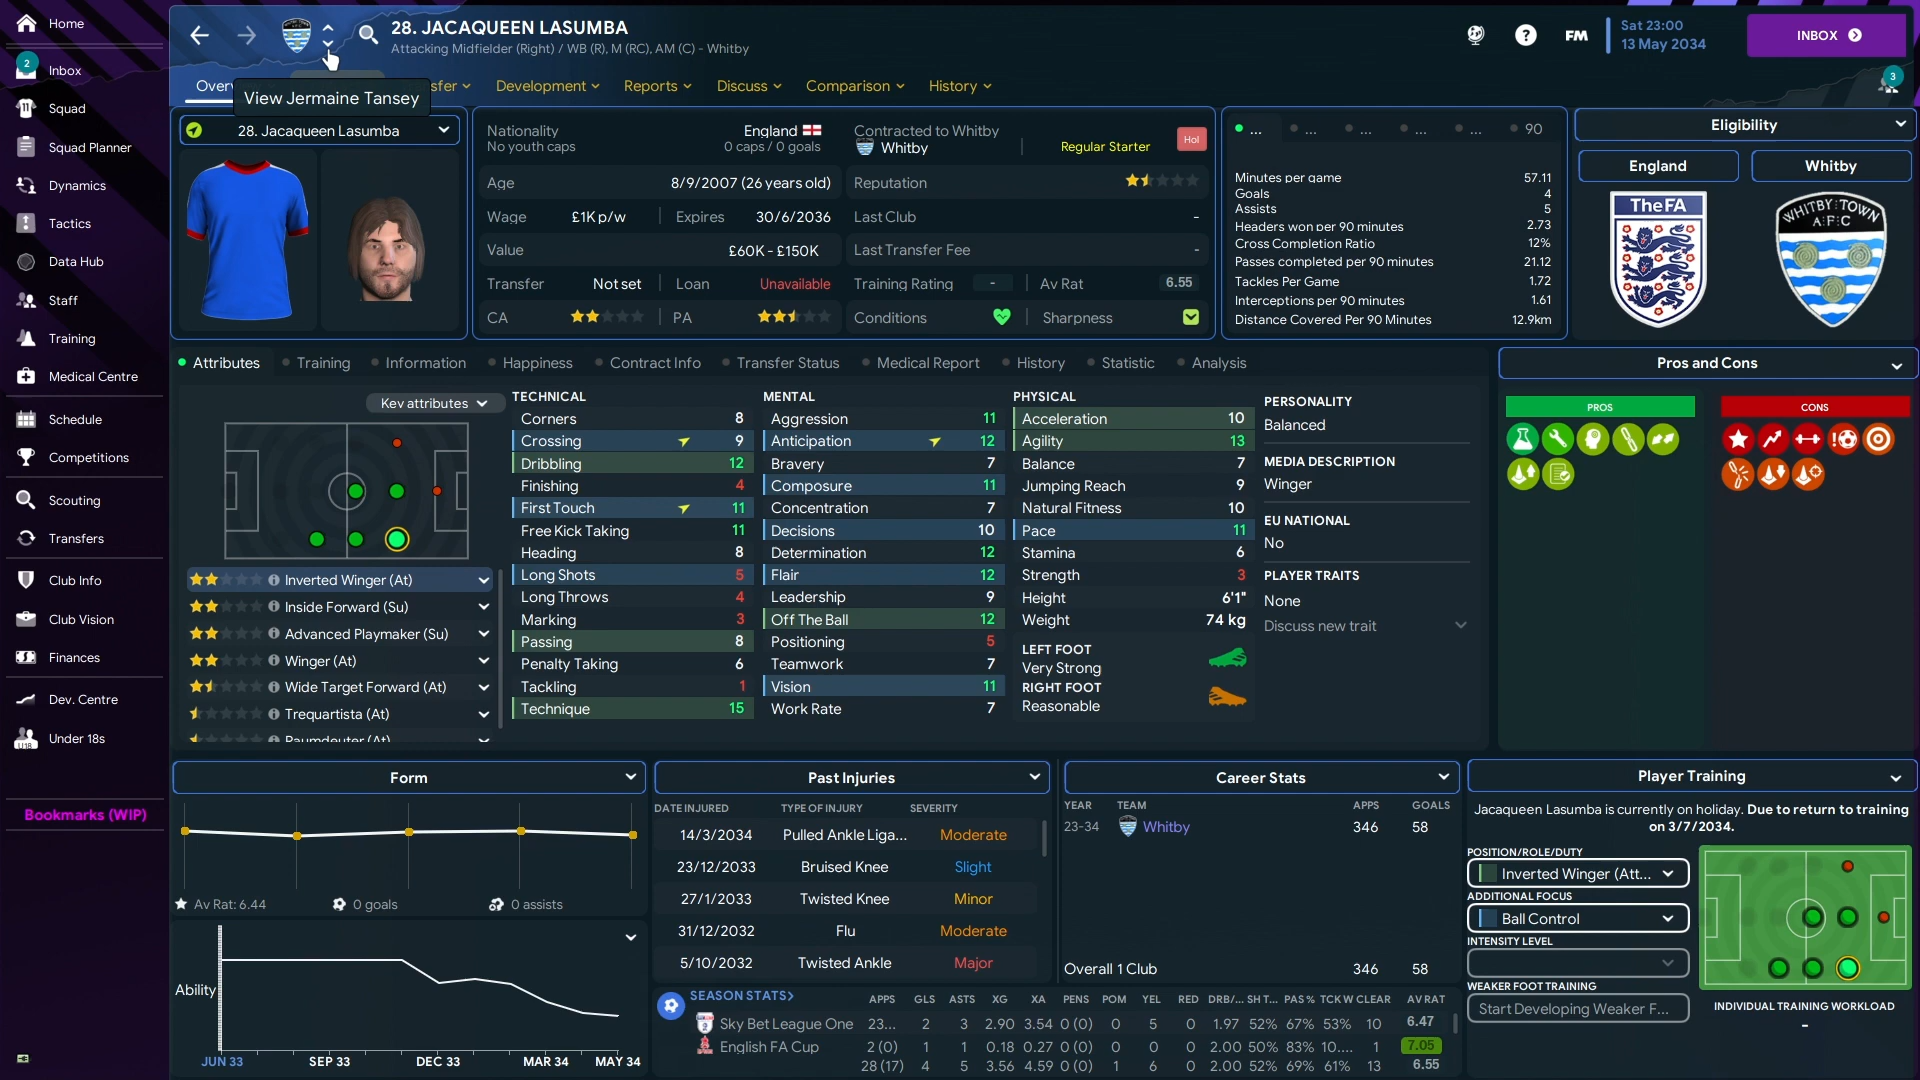 Home
2
Inbox
Squad
Squad Planner
Dynamics
Tactics
Data Hub
Staff
Training
Medical Centre
Schedule
Competitions
Scouting
Transfers
Club Info
Club Vision
Finances
Dev. Centre
Under 18s
Bookmarks (WIP)
28. JACAQUEEN LASUMBA
Attacking Midfielder (Right) / WB (R), M (RC), AM (C) - Whitby
FM
Sat 23:00
13 May 2034
INBOX
3
Overv
sfer
Development
Reports
Discuss
Comparison
History
View Jermaine Tansey
28. Jacaqueen Lasumba
Nationality England
No youth caps 0 caps / 0 goals
Age 8/9/2007 (26 years old)
Wage £1K p/w Expires 30/6/2036
Value £60K - £150K
Transfer Not set Loan Unavailable
CA PA
Contracted to Whitby
Whitby Regular Starter Hol
Reputation
Last Club -
Last Transfer Fee -
Training Rating - Av Rat 6.55
Conditions Sharpness
... ... ... ... ... 90
Minutes per game 57.11
Goals 4
Assists 5
Headers won per 90 minutes 2.73
Cross Completion Ratio 12%
Passes completed per 90 minutes 21.12
Tackles Per Game 1.72
Interceptions per 90 minutes 1.61
Distance Covered Per 90 Minutes 12.9km
Eligibility
England Whitby
The FA
WHITBY TOWN
A.F.C
Attributes Training Information Happiness Contract Info Transfer Status Medical Report History Statistic Analysis
Key attributes
Inverted Winger (At)
Inside Forward (Su)
Advanced Playmaker (Su)
Winger (At)
Wide Target Forward (At)
Trequartista (At)
Raumdeuter (At)
TECHNICAL
Corners 8
Crossing 9
Dribbling 12
Finishing 4
First Touch 11
Free Kick Taking 11
Heading 8
Long Shots 5
Long Throws 4
Marking 3
Passing 8
Penalty Taking 6
Tackling 1
Technique 15
MENTAL
Aggression 11
Anticipation 12
Bravery 7
Composure 11
Concentration 7
Decisions 10
Determination 12
Flair 12
Leadership 9
Off The Ball 12
Positioning 5
Teamwork 7
Vision 11
Work Rate 7
PHYSICAL
Acceleration 10
Agility 13
Balance 7
Jumping Reach 9
Natural Fitness 10
Pace 11
Stamina 6
Strength 3
Height 6'1"
Weight 74 kg
LEFT FOOT
Very Strong
RIGHT FOOT
Reasonable
PERSONALITY
Balanced
MEDIA DESCRIPTION
Winger
EU NATIONAL
No
PLAYER TRAITS
None
Discuss new trait
Pros and Cons
PROS CONS
Form
Av Rat: 6.44 0 goals 0 assists
Ability
JUN 33 SEP 33 DEC 33 MAR 34 MAY 34
Past Injuries
DATE INJURED TYPE OF INJURY SEVERITY
14/3/2034 Pulled Ankle Liga... Moderate
23/12/2033 Bruised Knee Slight
27/1/2033 Twisted Knee Minor
31/12/2032 Flu Moderate
5/10/2032 Twisted Ankle Major
Career Stats
YEAR TEAM APPS GOALS
23-34 Whitby 346 58
Overall 1 Club 346 58
SEASON STATS> APPS GLS ASTS XG XA PENS POM YEL RED DRB/... SH T... PAS % TCK W CLEAR AV RAT
Sky Bet League One 23... 2 3 2.90 3.54 0 (0) 0 5 0 1.97 52% 67% 53% 10 6.47
English FA Cup 2 (0) 1 1 0.18 0.27 0 (0) 0 0 0 2.00 50% 83% 10.... 1 7.05
28 (17) 4 5 3.56 4.59 0 (0) 1 6 0 2.00 52% 69% 61% 13 6.55
Player Training
Jacaqueen Lasumba is currently on holiday. Due to return to training
on 3/7/2034.
POSITION/ROLE/DUTY
Inverted Winger (Att...
ADDITIONAL FOCUS
Ball Control
INTENSITY LEVEL
WEAKER FOOT TRAINING
Start Developing Weaker F...
INDIVIDUAL TRAINING WORKLOAD
-